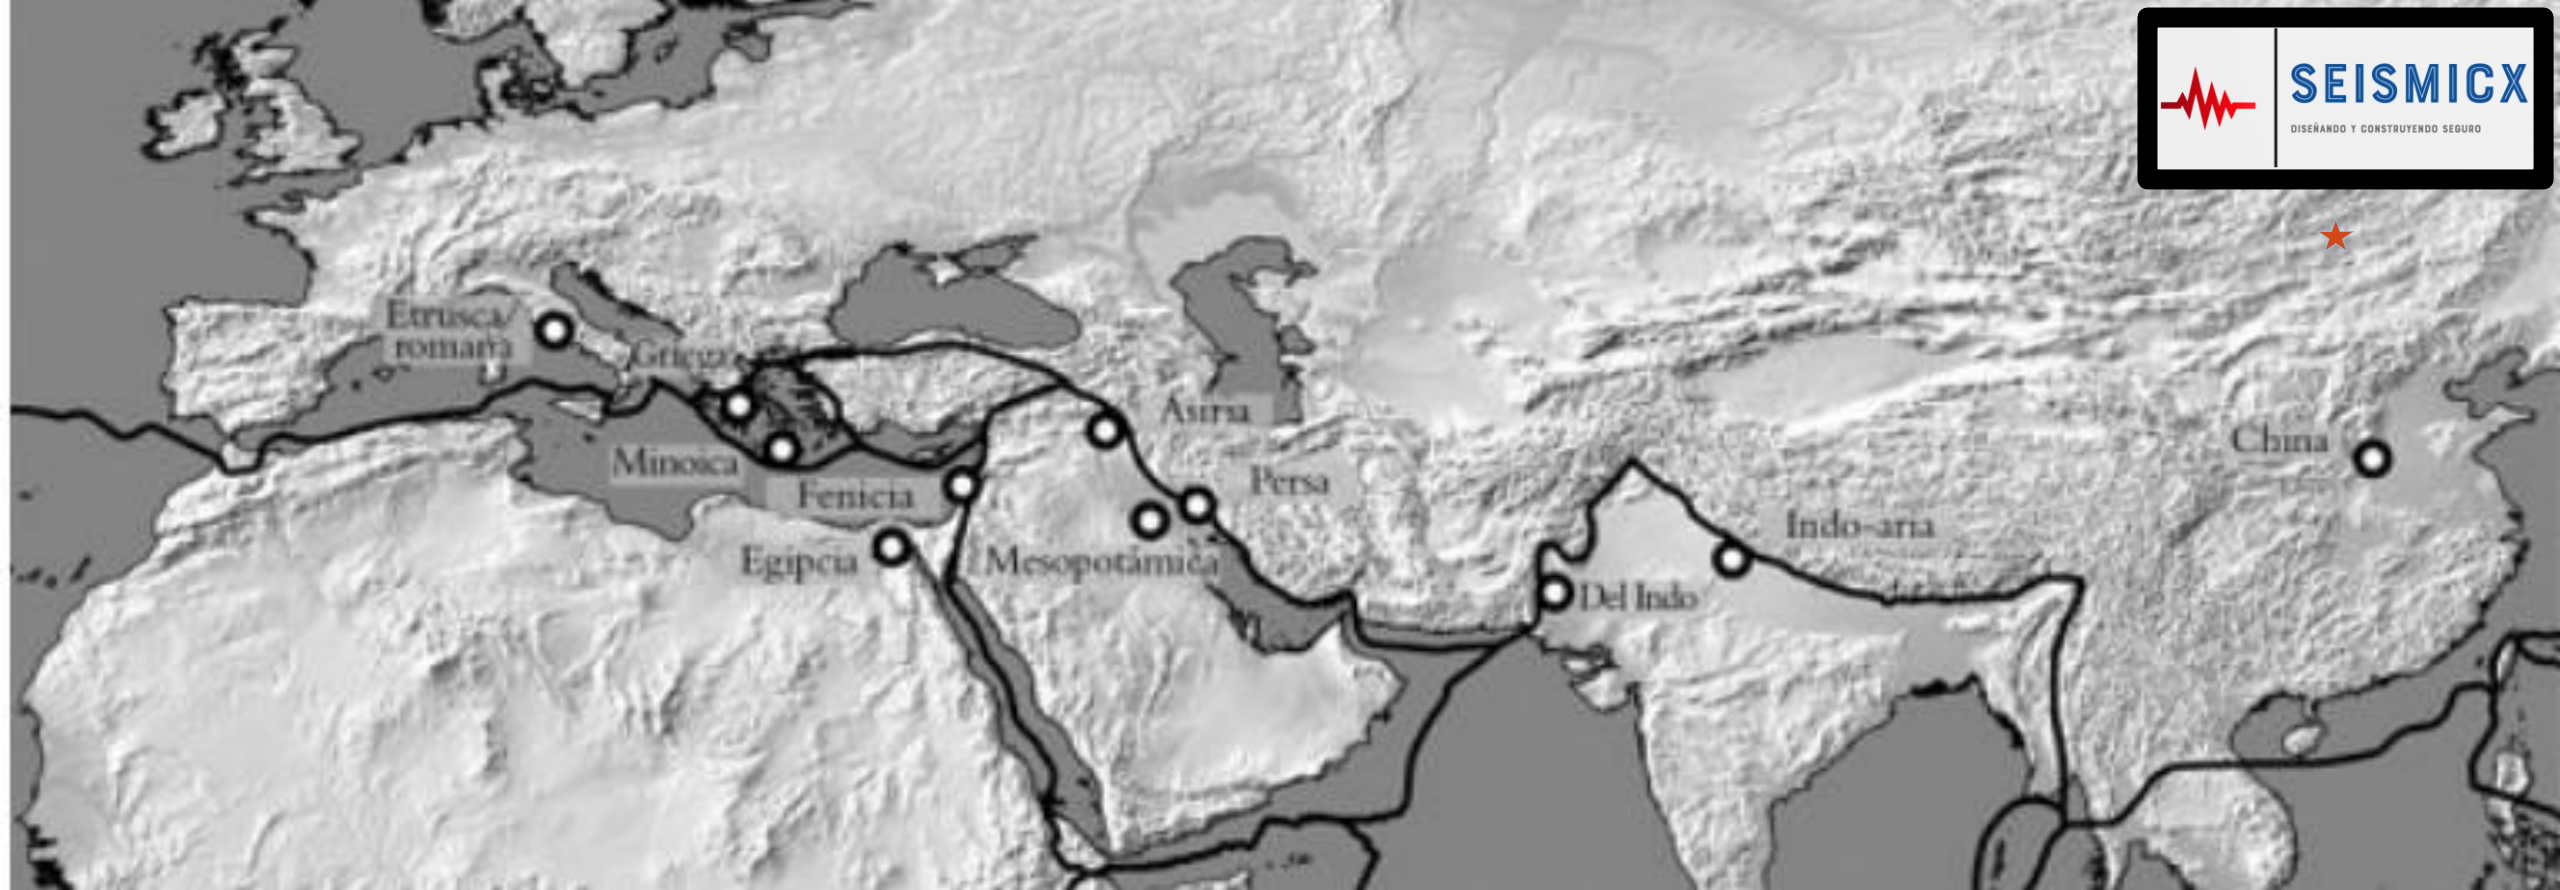 SEISMICX
DISEÑANDO Y CONSTRUYENDO SEGURO
Etrusca/
romana
Griega
Asiria
China
Minoica
Persa
Fenicia
Indo-aria
Egipcia
Mesopotámica
Del Indo